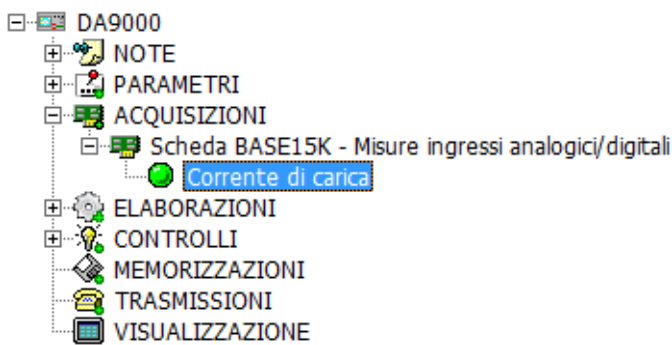 DA9000
NOTE
PARAMETRI
ACQUISIZIONI
Scheda BASE15K - Misure ingressi analogici/digitali
Corrente di carica
ELABORAZIONI
CONTROLLI
MEMORIZZAZIONI
TRASMISSIONI
VISUALIZZAZIONE